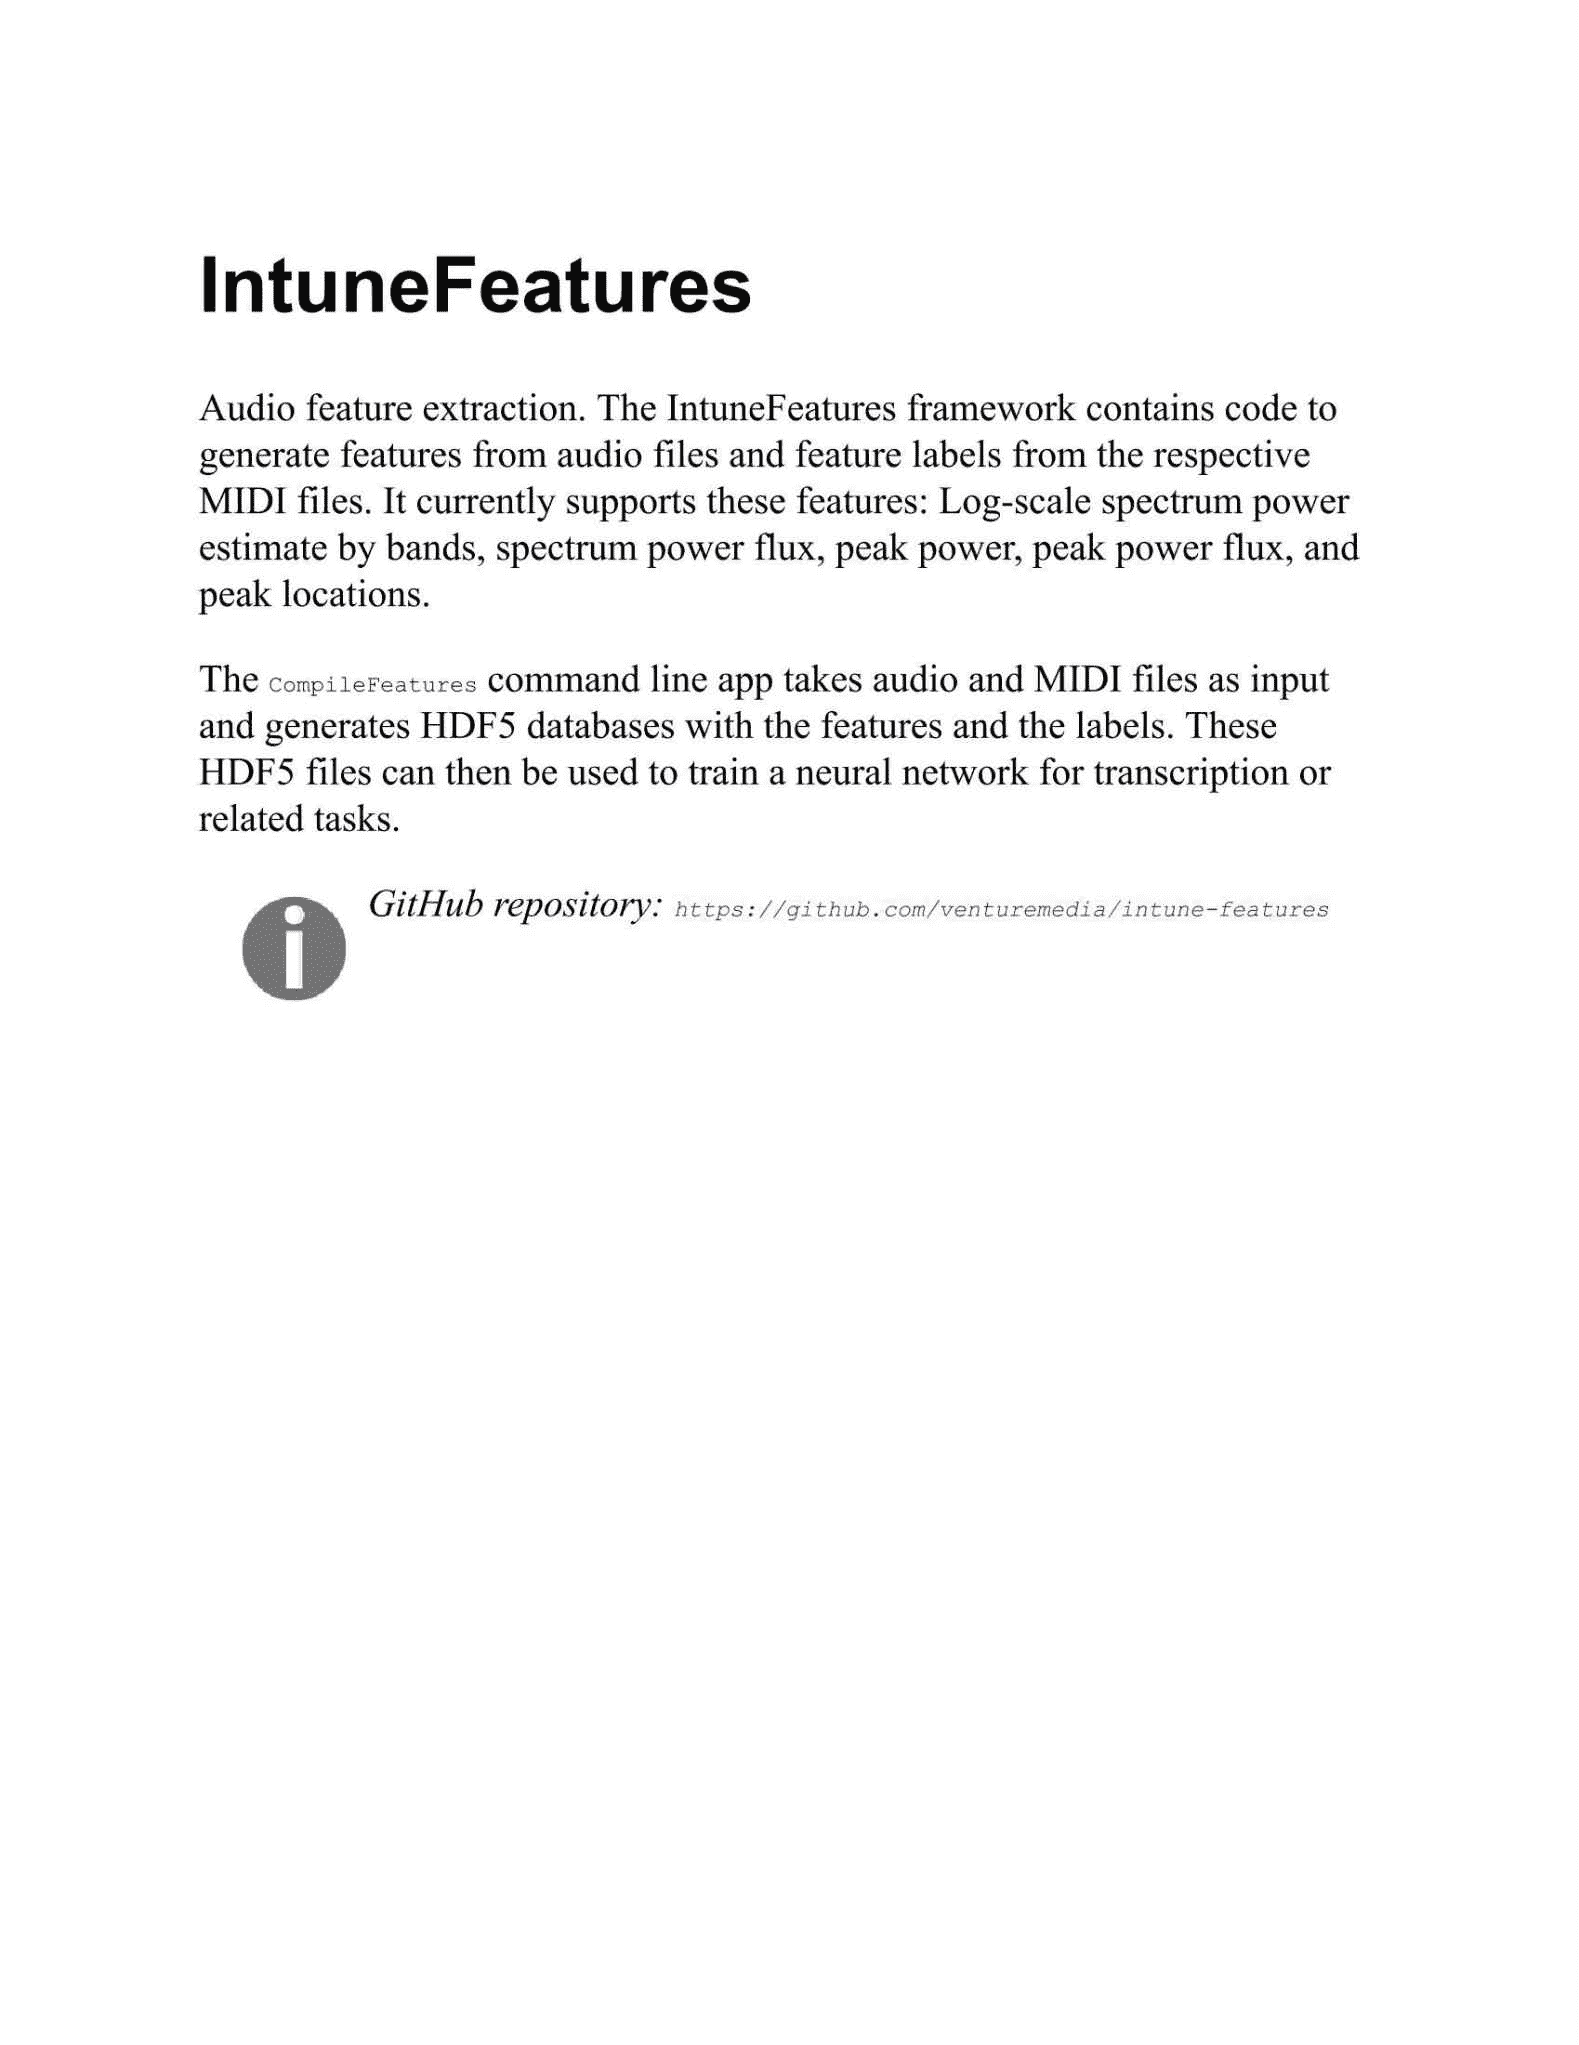 IntuneFeatures
Audio feature extraction. The IntuneFeatures framework contains code to
generate features from audio files and feature labels from the respective
MIDI files. It currently supports these features: Log-scale spectrum power
estimate by bands, spectrum power flux, peak power, peak power flux, and
peak locations.
The CompileFeatures command line app takes audio and MIDI files as input
and generates HDF5 databases with the features and the labels. These
HDF5 files can then be used to train a neural network for transcription or
related tasks.
GitHub repository: https://github.com/venturemedia/intune-features